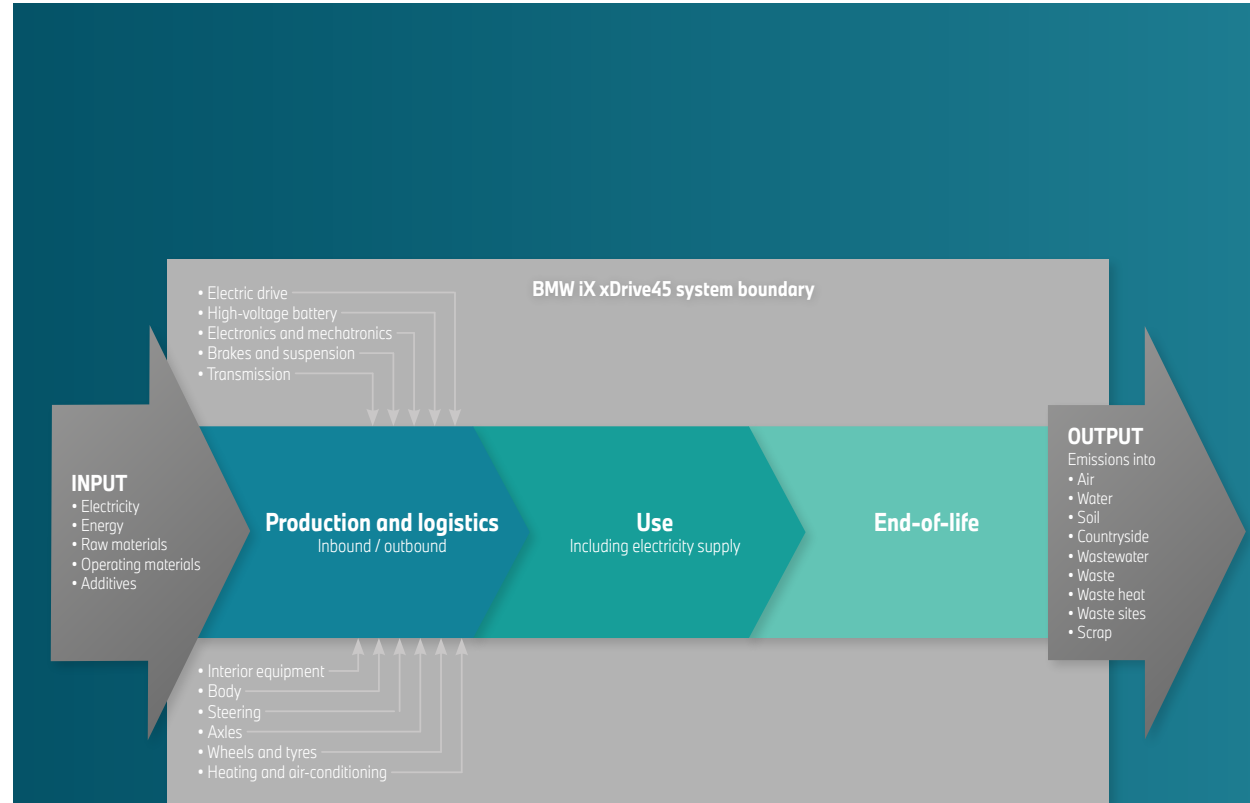 BMW iX xDrive45 system boundary
• Electric drive
• High-voltage battery
• Electronics and mechatronics
• Brakes and suspension
• Transmission
INPUT
• Electricity
• Energy
• Raw materials
• Operating materials
• Additives
Production and logistics
Inbound / outbound
Use
Including electricity supply
End-of-life
OUTPUT
Emissions into
• Air
• Water
• Soil
• Countryside
• Wastewater
• Waste
• Waste heat
• Waste sites
• Scrap
• Interior equipment
• Body
• Steering
• Axles
• Wheels and tyres
• Heating and air-conditioning